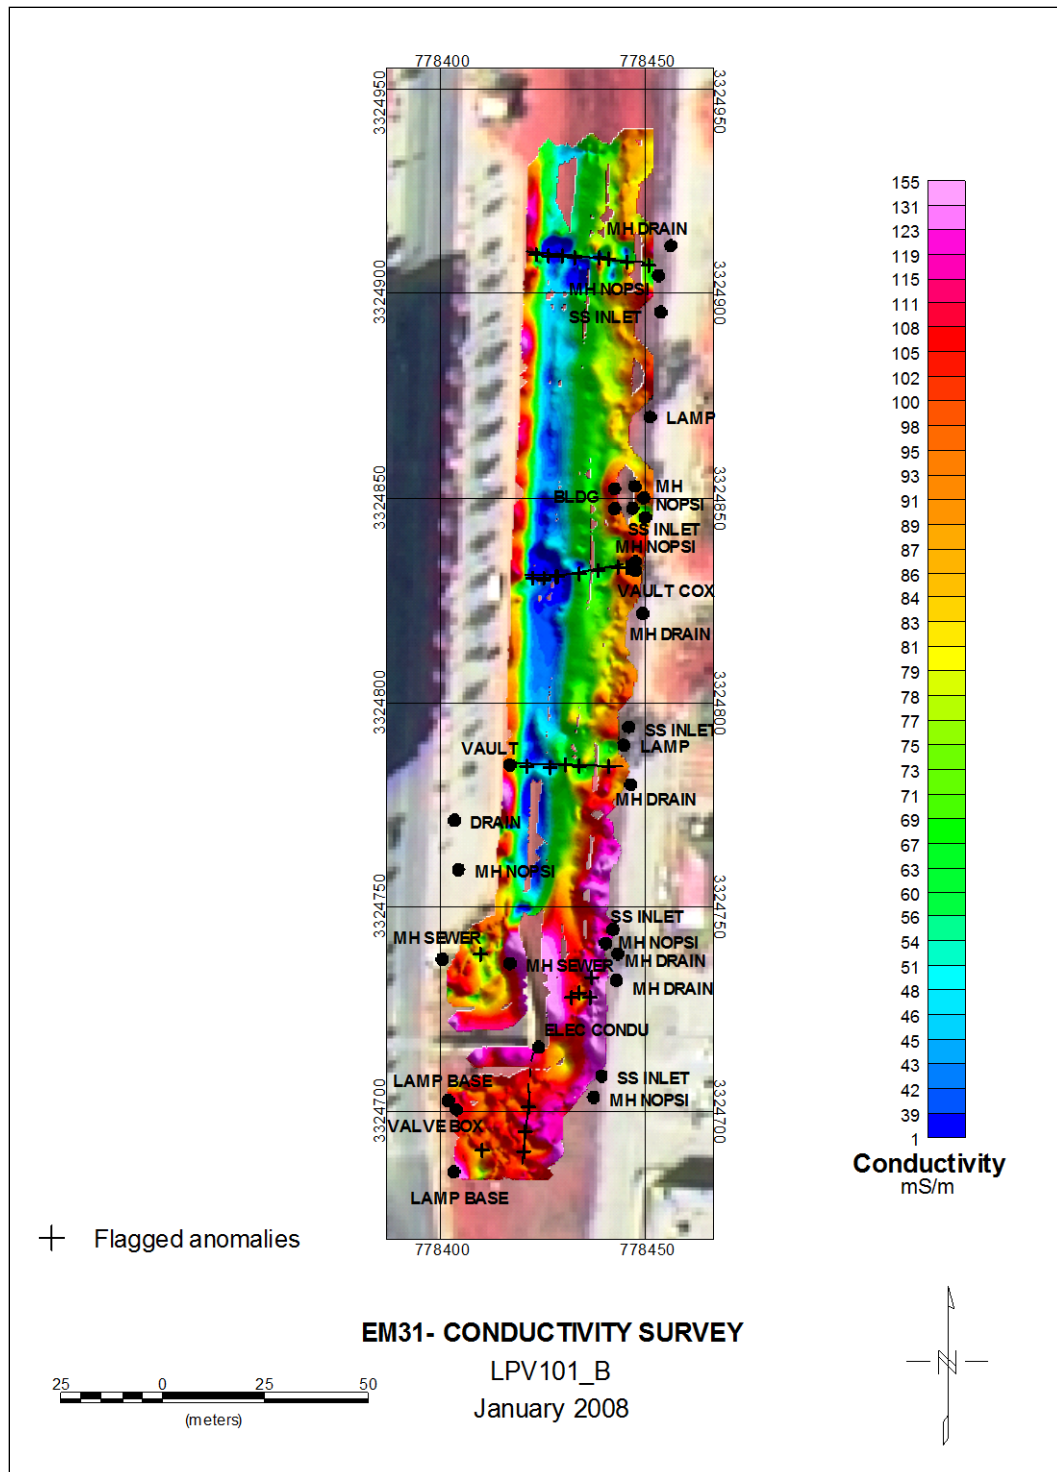 778400 778450
3324950 3324950
MH DRAIN
3324900 MH NOPSI 3324900
SS INLET
LAMP
MH
BLDG NOPSI
3324850 3324850
SS INLET
MH NOPSI
VAULT COX
MH DRAIN
3324800 3324800
SS INLET
VAULT LAMP
MH DRAIN
DRAIN
MH NOPSI
3324750 3324750
SS INLET
MH SEWER MH NOPSI
MH SEWER MH DRAIN
MH DRAIN
ELEC CONDU
LAMP BASE SS INLET
3324700 MH NOPSI 3324700
VALVE BOX
LAMP BASE
778400 778450
155
131
123
119
115
111
108
105
102
100
98
95
93
91
89
87
86
84
83
81
79
78
77
75
73
71
69
67
63
60
56
54
51
48
46
45
43
42
39
1
Conductivity
mS/m
Flagged anomalies
EM31- CONDUCTIVITY SURVEY
LPV101_B
January 2008
25 0 25 50
(meters)
N